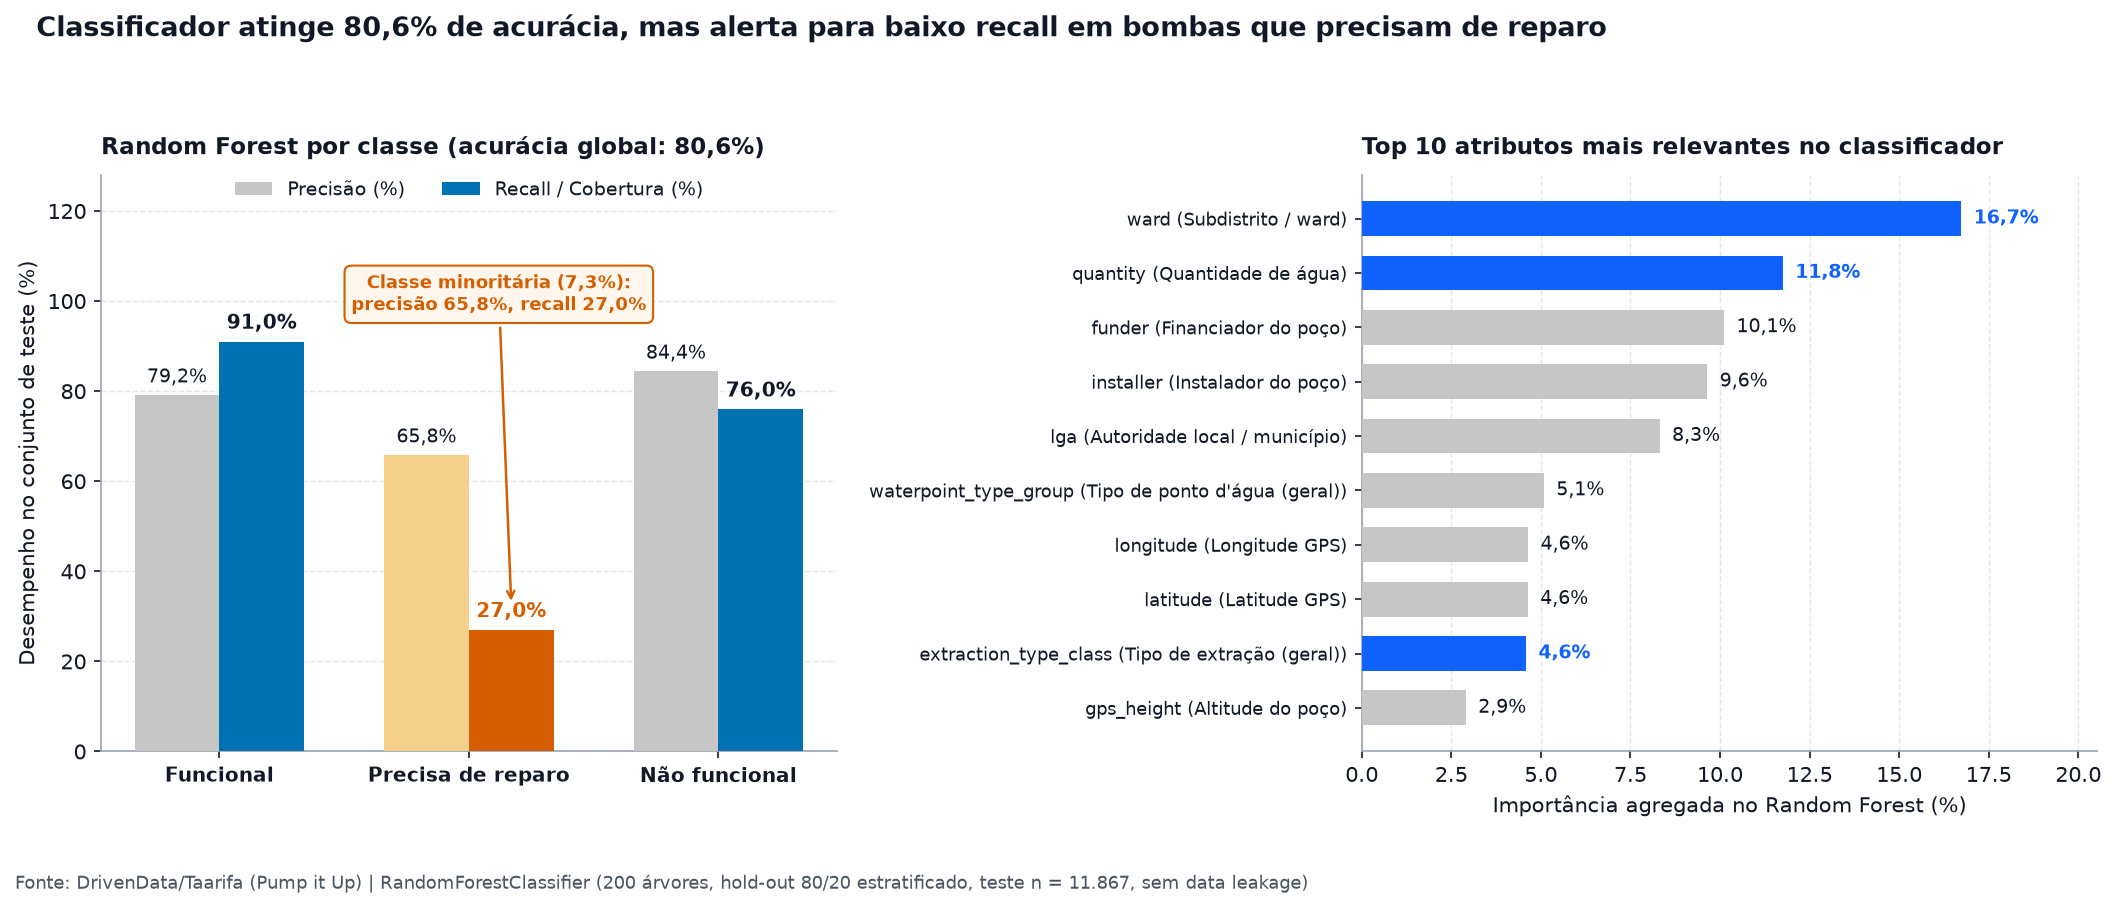 Classificador atinge 80,6% de acurácia, mas alerta para baixo recall em bombas que precisam de reparo
Random Forest por classe (acurácia global: 80,6%)
Precisão (%)
Recall / Cobertura (%)
Desempenho no conjunto de teste (%)
120
100
80
60
40
20
0
Classe minoritária (7,3%):
precisão 65,8%, recall 27,0%
79,2%
91,0%
65,8%
27,0%
84,4%
76,0%
Funcional
Precisa de reparo
Não funcional
Top 10 atributos mais relevantes no classificador
ward (Subdistrito / ward)
16,7%
quantity (Quantidade de água)
11,8%
funder (Financiador do poço)
10,1%
installer (Instalador do poço)
9,6%
lga (Autoridade local / município)
8,3%
waterpoint_type_group (Tipo de ponto d'água (geral))
5,1%
longitude (Longitude GPS)
4,6%
latitude (Latitude GPS)
4,6%
extraction_type_class (Tipo de extração (geral))
4,6%
gps_height (Altitude do poço)
2,9%
0.0
2.5
5.0
7.5
10.0
12.5
15.0
17.5
20.0
Importância agregada no Random Forest (%)
Fonte: DrivenData/Taarifa (Pump it Up) | RandomForestClassifier (200 árvores, hold-out 80/20 estratificado, teste n = 11.867, sem data leakage)